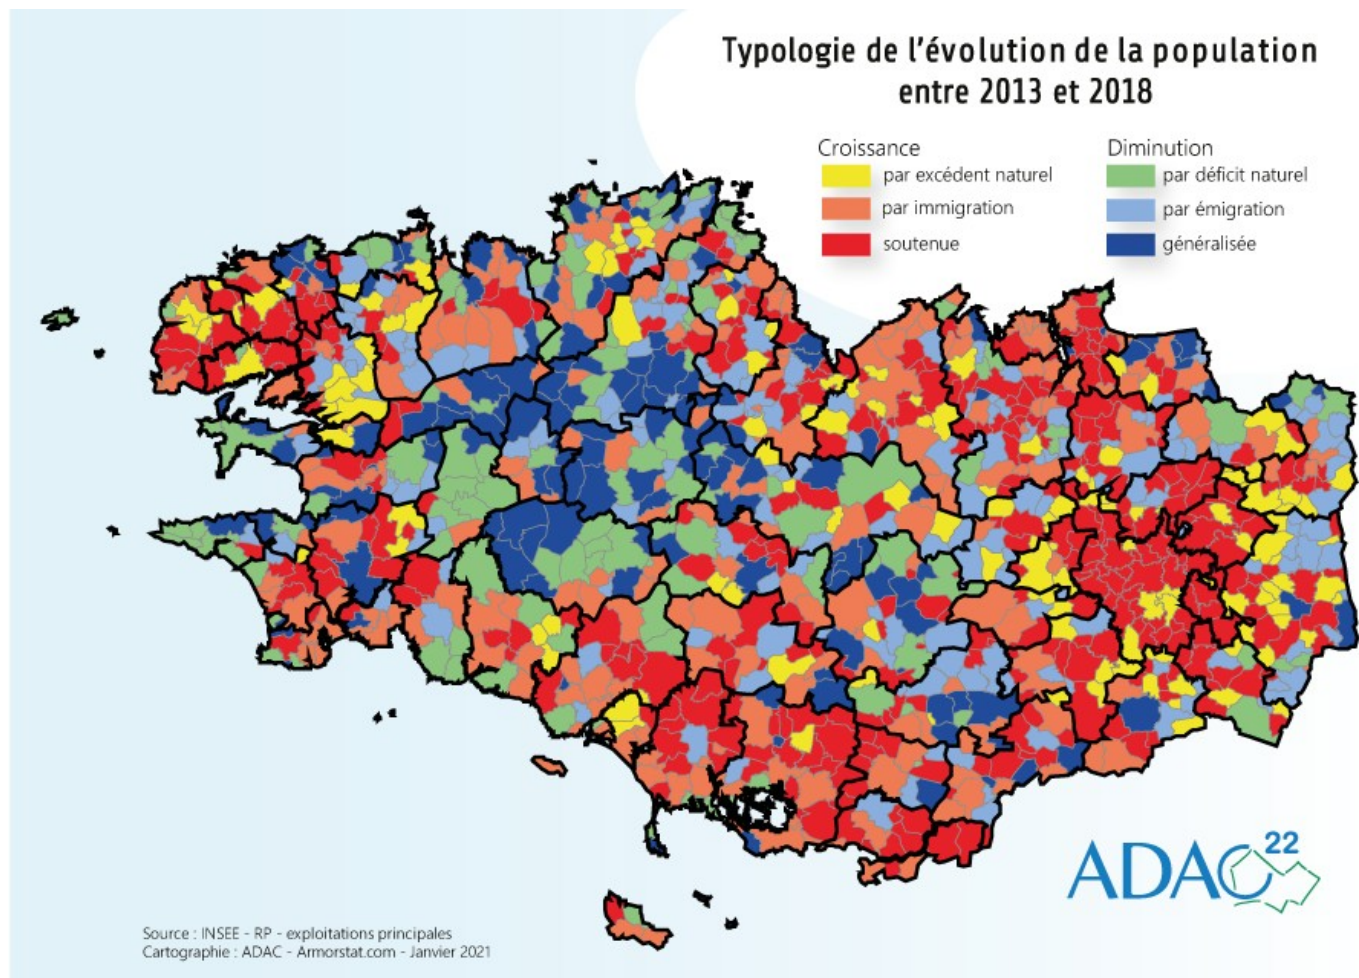 Typologie de l'évolution de la population
entre 2013 et 2018
Croissance
par excédent naturel
par immigration
soutenue
Diminution
par déficit naturel
par émigration
généralisée
ADAC 22
Source : INSEE - RP - exploitations principales
Cartographie : ADAC - Armorstat.com - Janvier 2021